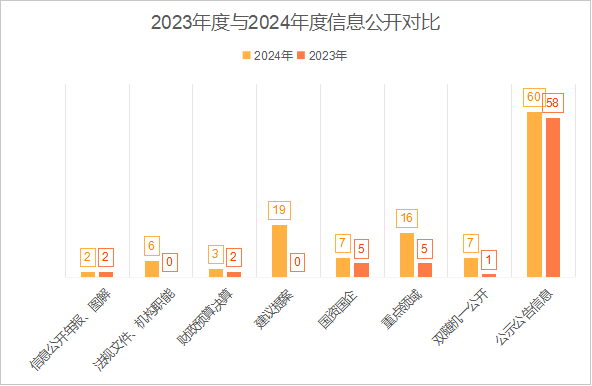 2023年度与2024年度信息公开对比
2024年 2023年
2 2 6 0 3 2 19 0 7 5 16 5 7 1 60 58
信息公开年报、图解
法规文件、机构职能
财政预算决算
建议提案
国资国企
重点领域
双随机一公开
公示公告信息